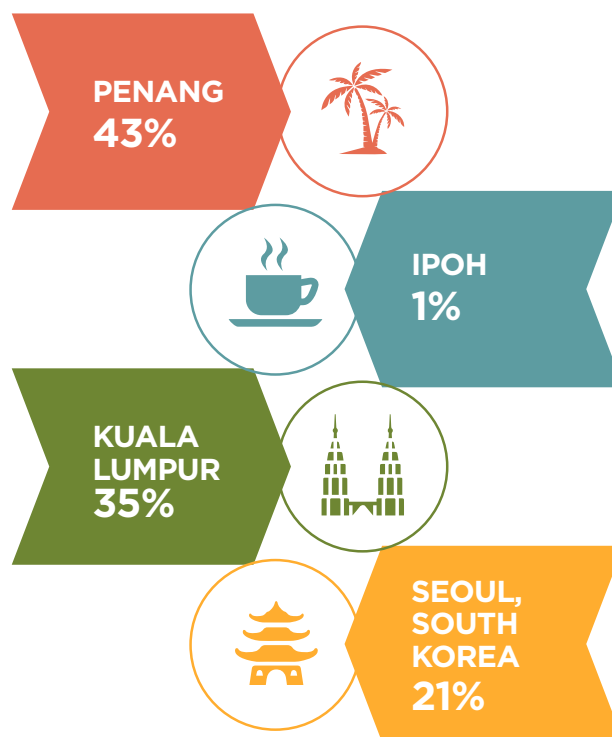 PENANG
43%
IPOH
1%
KUALA
LUMPUR
35%
SEOUL,
SOUTH
KOREA
21%